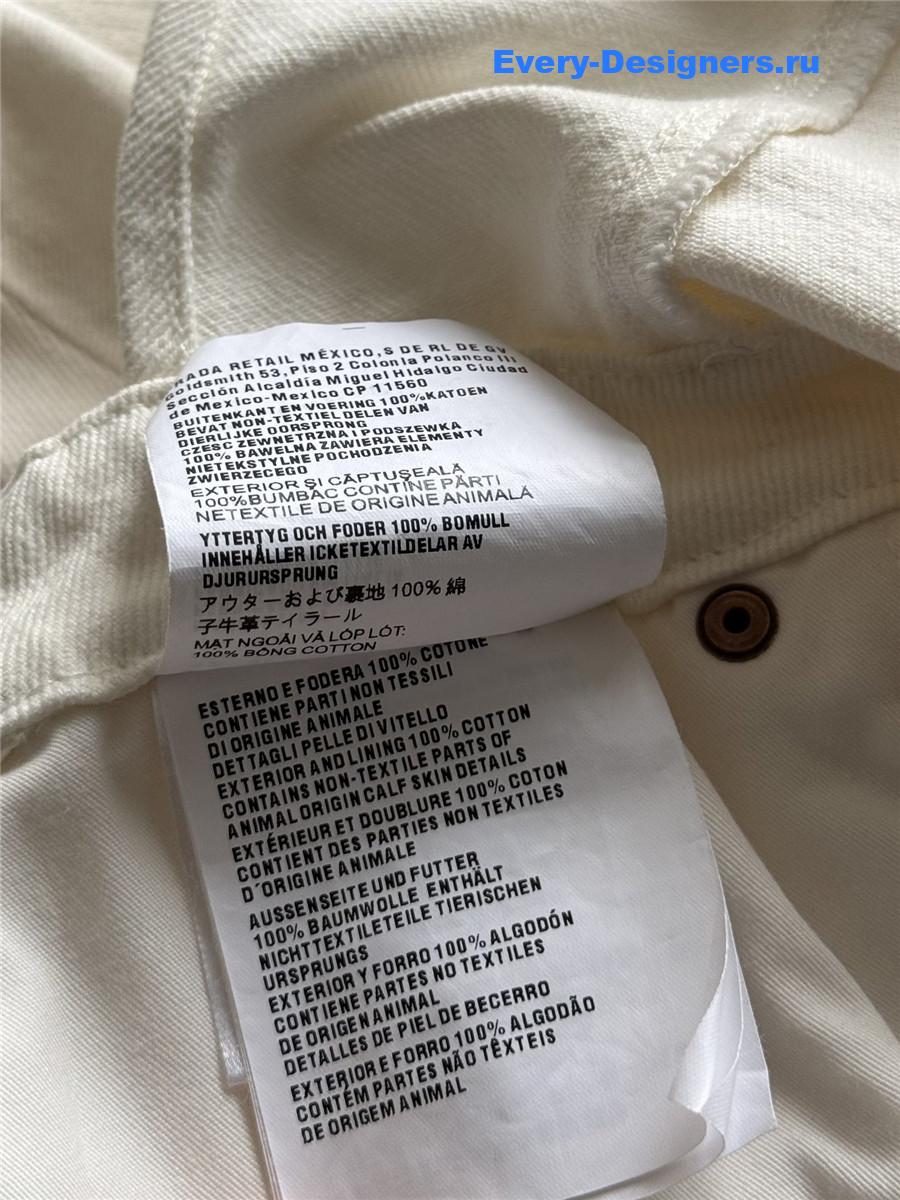 Every-Designers.ru
RADA RETAIL MÉXICO,S DE RL DE GV
Goldsmith 53,Piso 2 Colonia Polanco III
Sección Alcaldía Miguel Hidalgo Ciudad
de Mexico-Mexico CP 11560
BUITENKANT EN VOERING 100%KATOEN
BEVAT NON-TEXTIEL DELEN VAN
DIERLIJKE OORSPRONG
CZESC ZEWNETRZNA I PODSZEWKA
100% BAWELNA ZAWIERA ELEMENTY
NIETEKSTYLNE POCHODZENIA
ZWIERZECEGO
EXTERIOR ȘI CĂPTUȘEALĂ
100%BUMBAC CONTINE PĂRTI
NETEXTILE DE ORIGINE ANIMALĂ
YTTERTYG OCH FODER 100% BOMULL
INNEHÅLLER ICKETEXTILDELAR AV
DJURURSPRUNG
アウターおよび裏地 100% 綿
子牛革テイラール
MAT NGOÀI VÀ LÓP LÓT:
100% BÔNG COTTON
ESTERNO E FODERA 100% COTONE
CONTIENE PARTI NON TESSILI
DI ORIGINE ANIMALE
DETTAGLI PELLE DI VITELLO
EXTERIOR AND LINING 100% COTTON
CONTAINS NON-TEXTILE PARTS OF
ANIMAL ORIGIN CALF SKIN DETAILS
EXTÉRIEUR ET DOUBLURE 100% COTON
CONTIENT DES PARTIES NON TEXTILES
D´ORIGINE ANIMALE
AUSSENSEITE UND FUTTER
100% BAUMWOLLE ENTHÄLT
NICHTTEXTILETEILE TIERISCHEN
URSPRUNGS
EXTERIOR Y FORRO 100% ALGODÓN
CONTIENE PARTES NO TEXTILES
DE ORIGEN ANIMAL
DETALLES DE PIEL DE BECERRO
EXTERIOR E FORRO 100% ALGODÃO
CONTÊM PARTES NÃO TÊXTEIS
DE ORIGEM ANIMAL